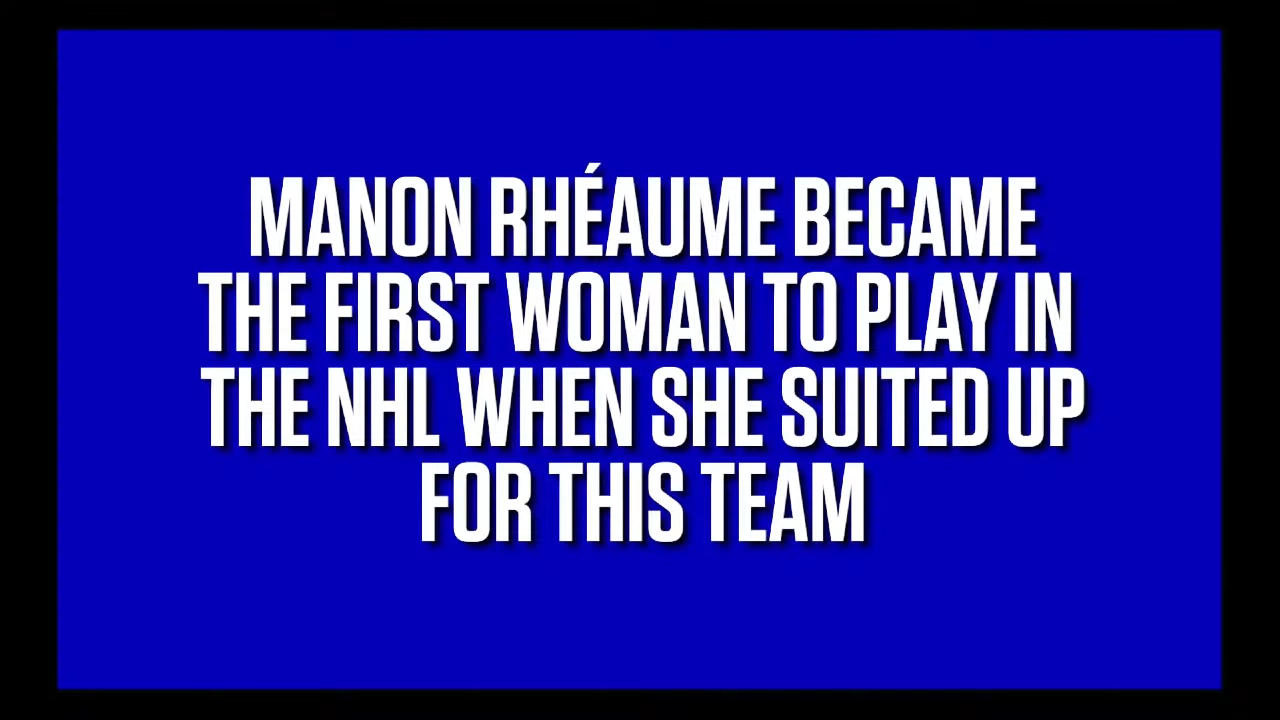 MANON RHÉAUME BECAME
THE FIRST WOMAN TO PLAY IN
THE NHL WHEN SHE SUITED UP
FOR THIS TEAM